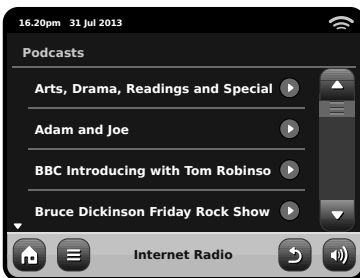 16.20pm 31 Jul 2013
Podcasts
Arts, Drama, Readings and Special
Adam and Joe
BBC Introducing with Tom Robinso
Bruce Dickinson Friday Rock Show
Internet Radio